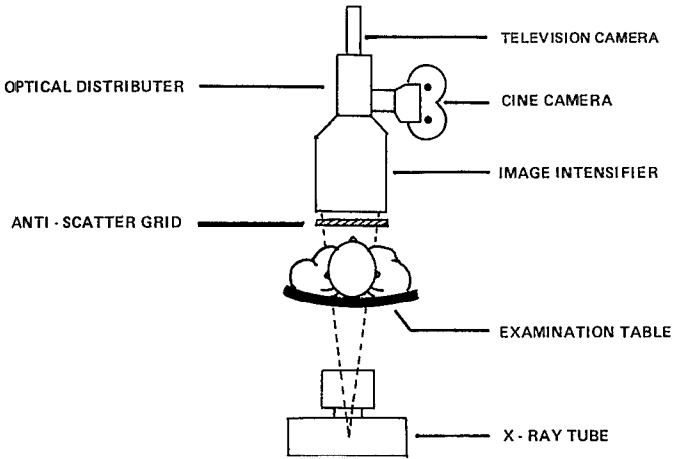 TELEVISION CAMERA
OPTICAL DISTRIBUTER
CINE CAMERA
IMAGE INTENSIFIER
ANTI - SCATTER GRID
EXAMINATION TABLE
X - RAY TUBE